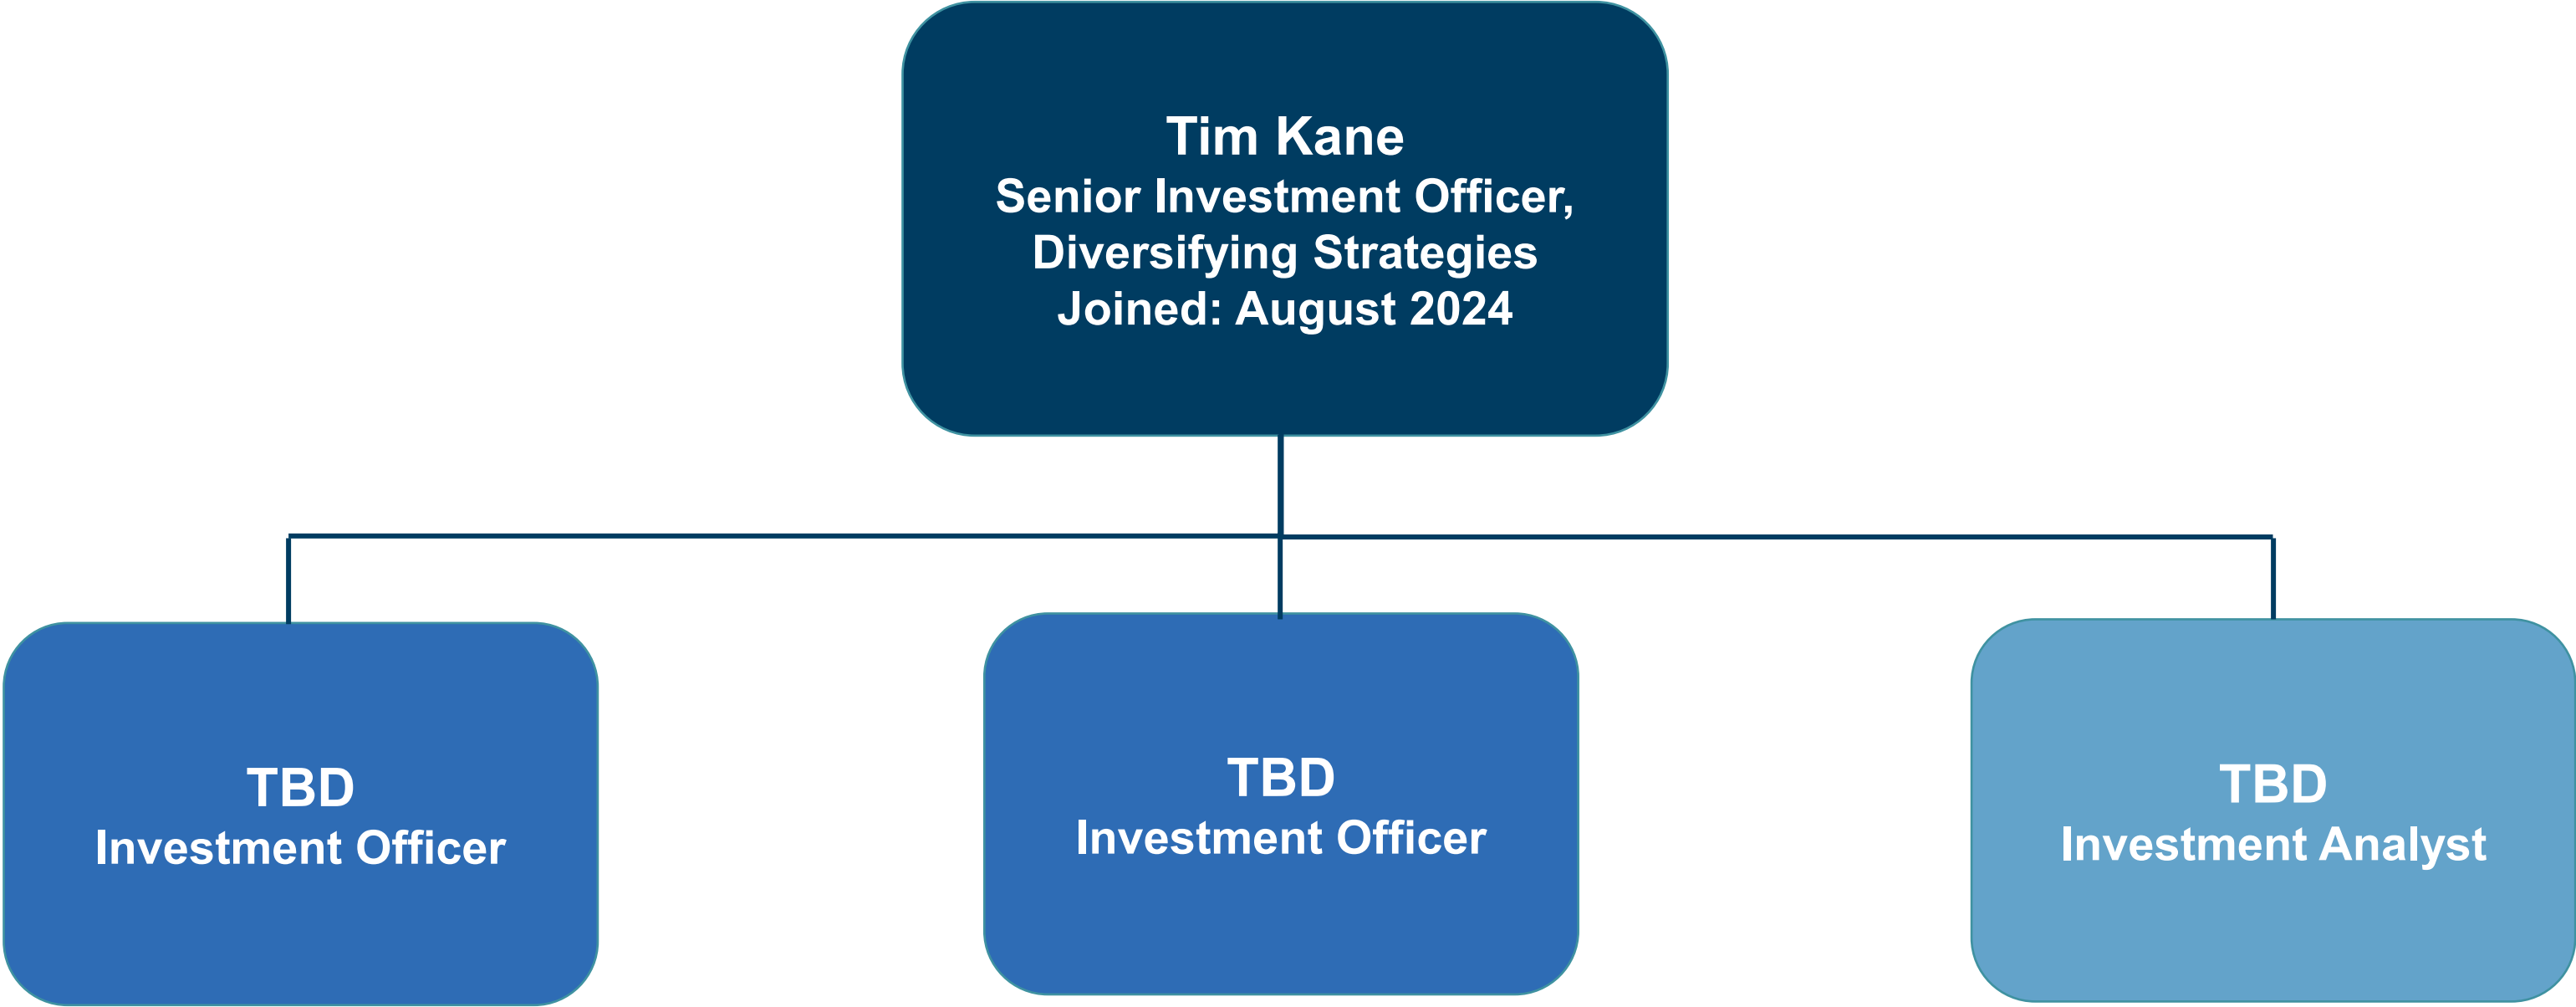 Tim Kane
Senior Investment Officer,
Diversifying Strategies
Joined: August 2024
TBD
Investment Officer
TBD
Investment Officer
TBD
Investment Analyst